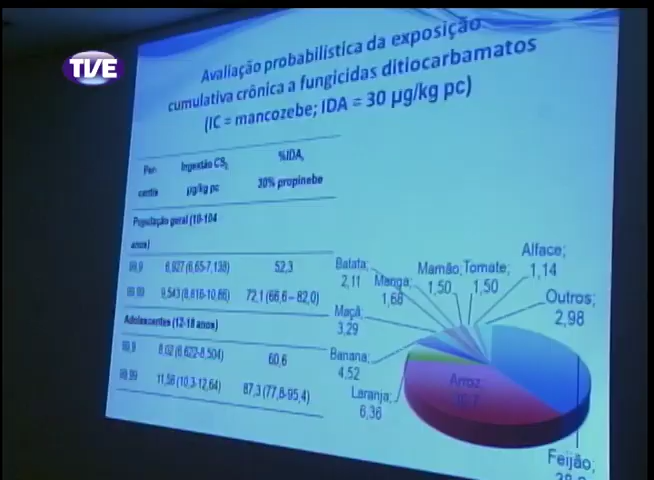 TVE
Avaliação probabilistica da exposição
cumulativa crônica a fungicidas ditiocarbamatos
(IC = mancozebe; IDA = 30 µg/kg pc)
Per-
centis
Ingestão CS2
µg/kg pc
%IDA,
30% propinebe
População geral (10-104
anos)
99,9 6,927 (6,65-7,138) 52,3
99,99 9,543 (8,616-10,66) 72,1 (66,6 – 82,0)
Adolescentes (12-18 anos)
99,9 8,02 (6,622-8,504) 60,6
99,99 11,56 (10,3-12,64) 87,3 (77,8-95,4)
Alface;
1,14
Mamão;
1,50
Tomate;
1,50
Batata;
2,11
Manga;
1,68
Outros;
2,98
Maçã;
3,29
Banana;
4,52
Laranja;
6,36
Arroz
Feijão;